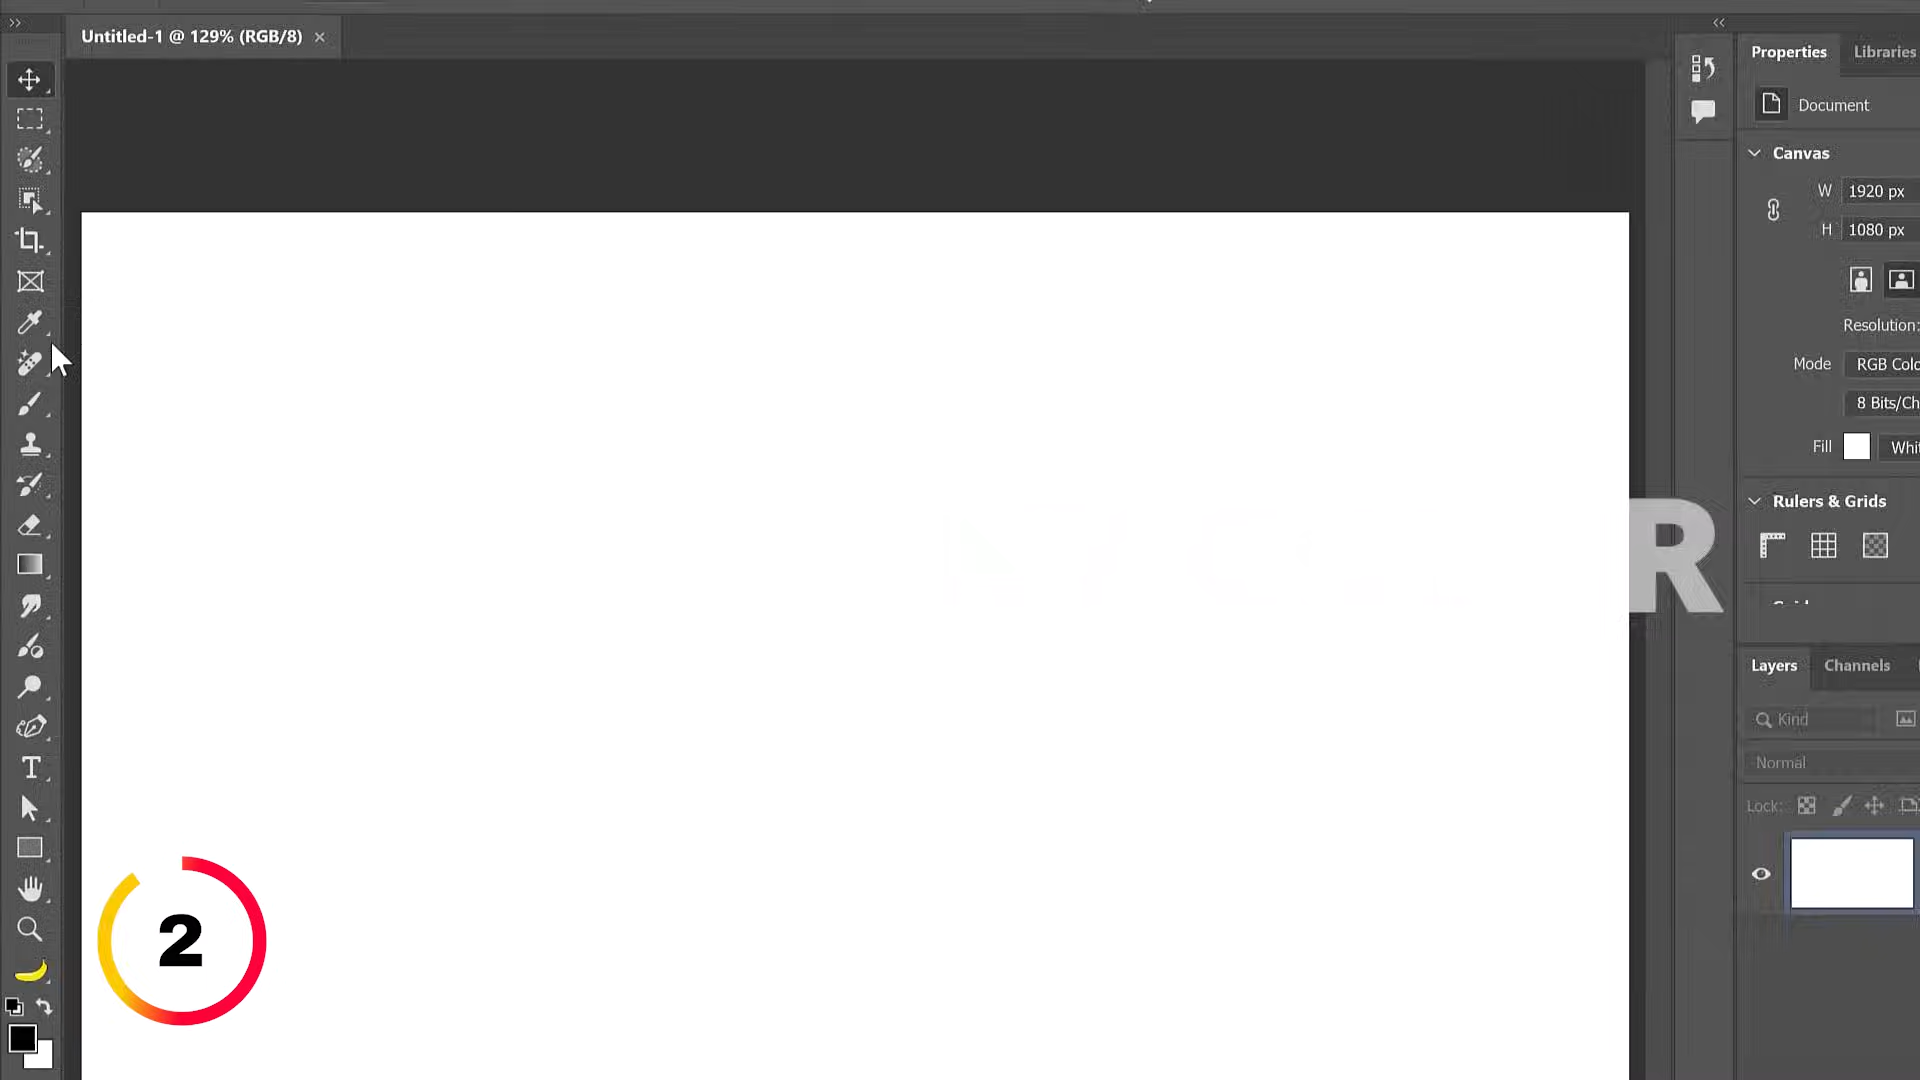 Untitled-1 @ 129% (RGB/8) ×
Properties
Libraries
Document
Canvas
W 1920 px
H 1080 px
Resolution:
Mode RGB Colo
8 Bits/Ch
Fill Whit
Rulers & Grids
R
Layers
Channels
Kind
Normal
Lock:
2